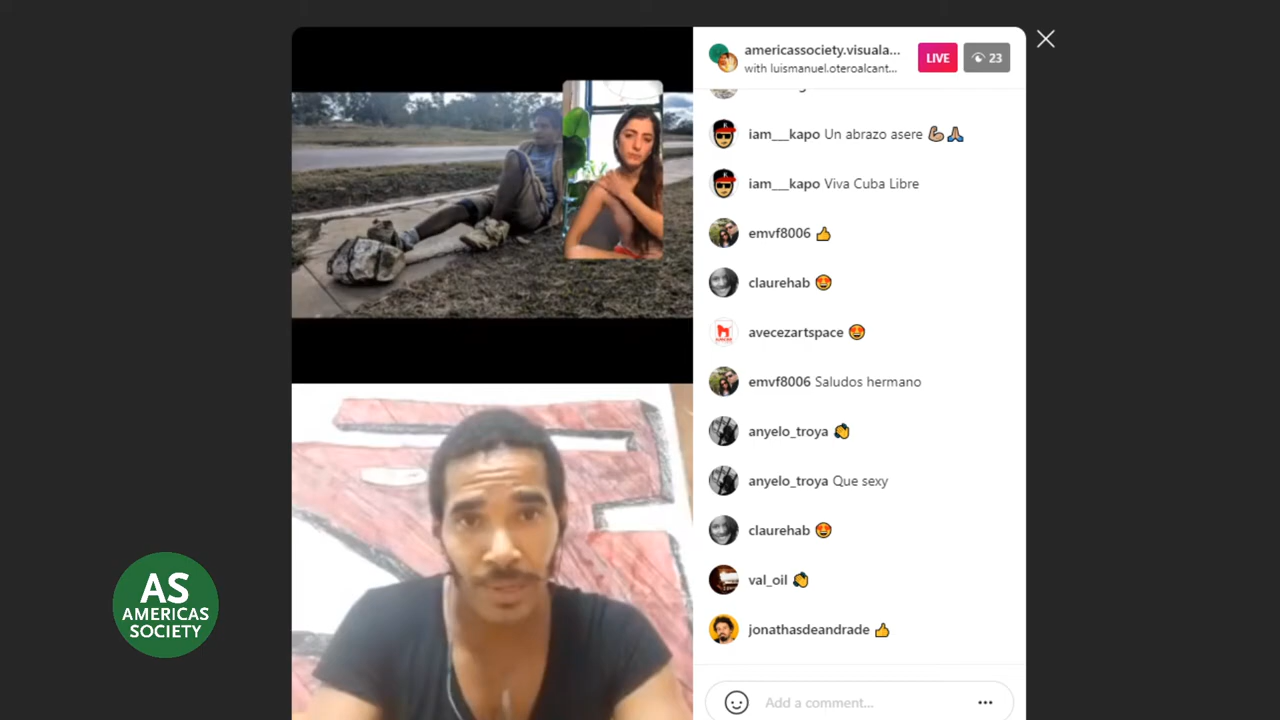 americassociety.visuala...
with luismanuel.oteroalcant...
LIVE
23
iam___kapo Un abrazo asere 💪🏽🙏🏽
iam___kapo Viva Cuba Libre
emvf8006 👍
claurehab 😍
avecezartspace 😍
emvf8006 Saludos hermano
anyelo_troya 👏
anyelo_troya Que sexy
claurehab 😍
val_oil 👏
jonathasdeandrade 👍
Add a comment...
AS
AMERICAS
SOCIETY